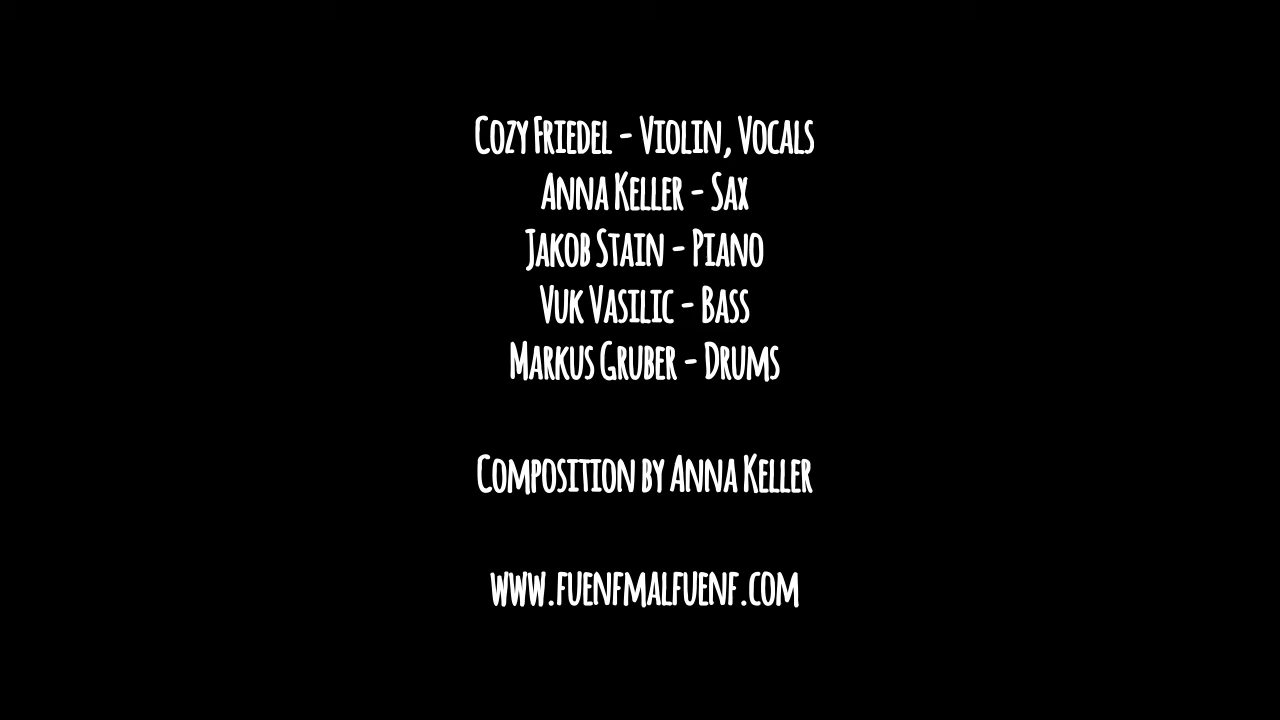 Cozy Friedel - Violin, Vocals
Anna Keller - Sax
Jakob Stain - Piano
Vuk Vasilic - Bass
Markus Gruber - Drums
Composition by Anna Keller
www.fuenfmalfuenf.com